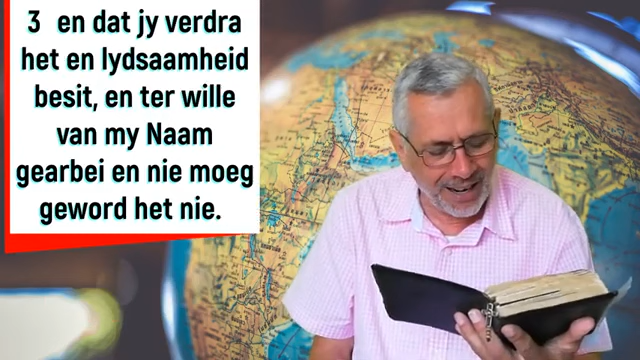 3 en dat jy verdra
het en lydsaamheid
besit, en ter wille
van my Naam
gearbei en nie moeg
geword het nie.